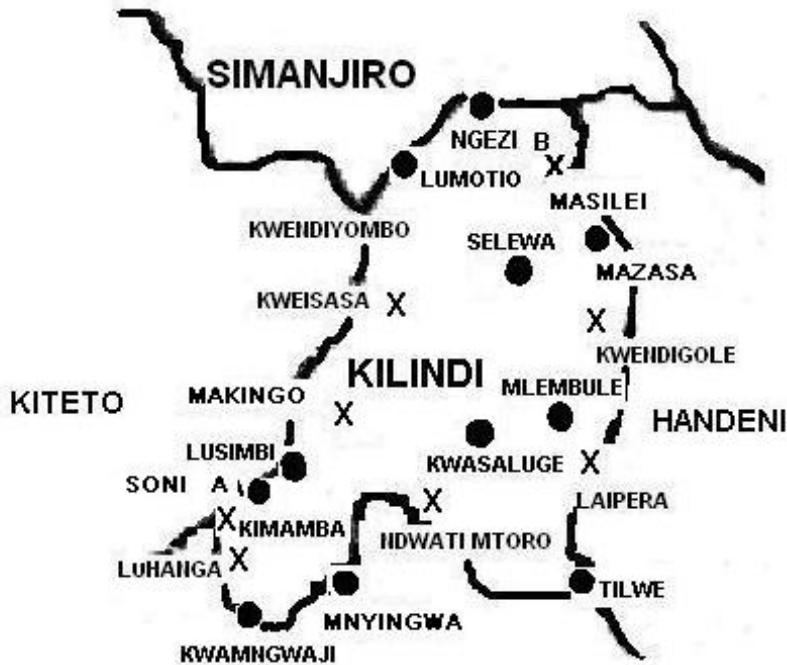 SIMANJIRO
NGEZI B
LUMOTIO X
MASILEI
KWENDIYOMBO
SELEWA
MAZASA
KWEISASA X
X
KWENDIGOLE
KILINDI
MLEMBULE
KITETO
MAKINGO
X
HANDENI
LUSIMBI
KWASALUGE X
SONI A
X KIMAMBA
X
LAIPERA
NDWATI MTORO
LUHANGA X
TILWE
MNYINGWA
KWAMNGWAJI